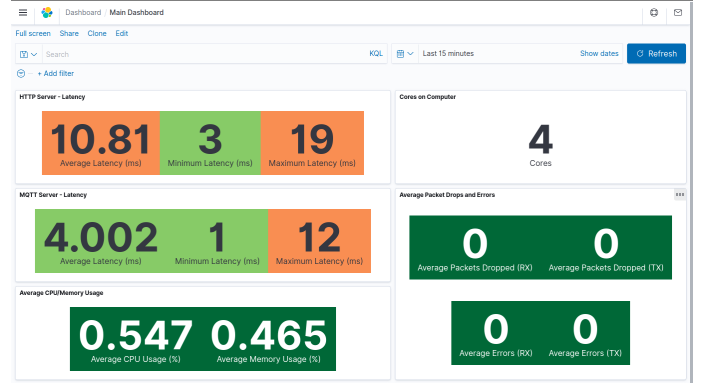 Dashboard / Main Dashboard
Full screen Share Clone Edit
Search KQL Last 15 minutes Show dates Refresh
+ Add filter
HTTP Server - Latency
10.81 3 19
Average Latency (ms) Minimum Latency (ms) Maximum Latency (ms)
Cores on Computer
4
Cores
MQTT Server - Latency
4.002 1 12
Average Latency (ms) Minimum Latency (ms) Maximum Latency (ms)
Average Packet Drops and Errors
0 0
Average Packets Dropped (RX) Average Packets Dropped (TX)
0 0
Average Errors (RX) Average Errors (TX)
Average CPU/Memory Usage
0.547 0.465
Average CPU Usage (%) Average Memory Usage (%)